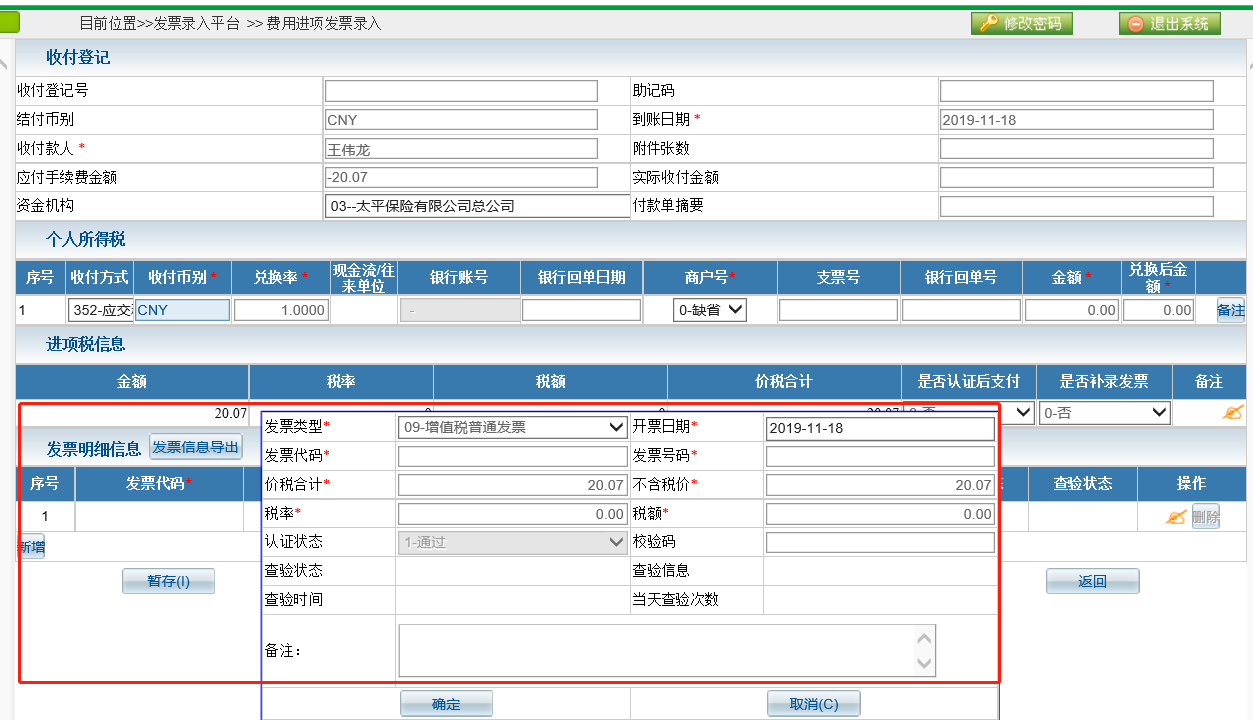 目前位置>>发票录入平台 >> 费用进项发票录入 修改密码 退出系统
收付登记
收付登记号 助记码
结付币别 CNY 到账日期 * 2019-11-18
收付款人 * 王伟龙 附件张数
应付手续费金额 -20.07 实际收付金额
资金机构 03--太平保险有限公司总公司 付款单摘要
个人所得税
序号 收付方式 收付币别 * 兑换率 * 现金流/往来单位 银行账号 银行回单日期 商户号* 支票号 银行回单号 金额 * 兑换后金额 *
1 352-应交 CNY 1.0000 - 0-缺省 0.00 0.00 备注
进项税信息
金额 税率 税额 价税合计 是否认证后支付 是否补录发票 备注
20.07 0 0 20.07 0-否 0-否
发票明细信息 发票信息导出
序号 发票代码* 查验状态 操作
1 删除
新增
暂存(I) 返回
发票类型* 09-增值税普通发票 开票日期* 2019-11-18
发票代码* 发票号码*
价税合计* 20.07 不含税价* 20.07
税率* 0.00 税额* 0.00
认证状态 1-通过 校验码
查验状态 查验信息
查验时间 当天查验次数
备注：
确定 取消(C)